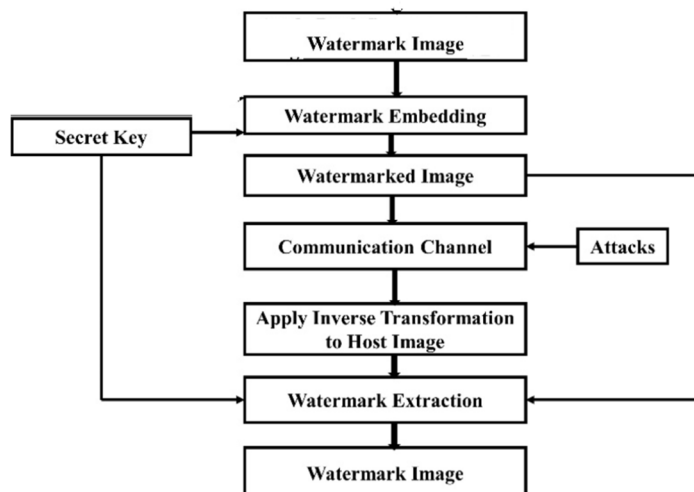 Watermark Image
Watermark Embedding
Secret Key
Watermarked Image
Communication Channel
Attacks
Apply Inverse Transformation
to Host Image
Watermark Extraction
Watermark Image